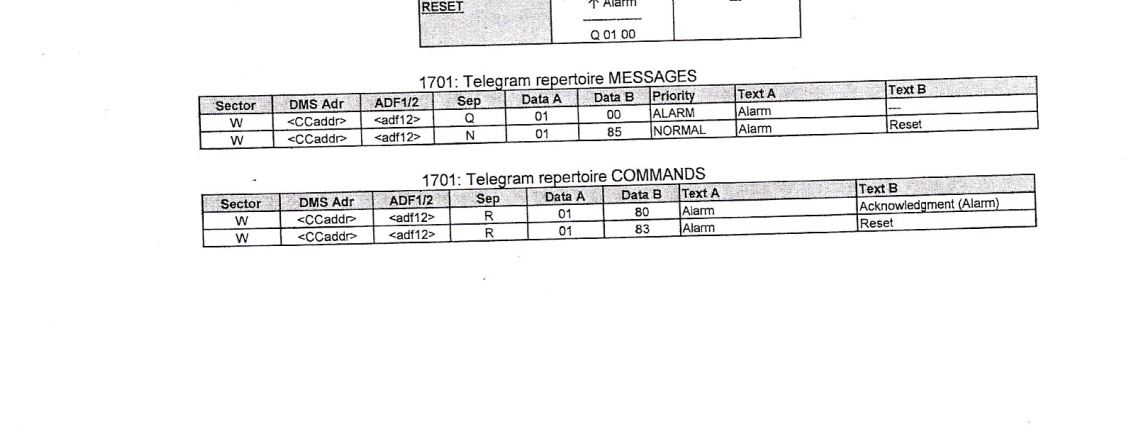 RESET
↑ Alarm
Q 01 00
1701: Telegram repertoire MESSAGES
Sector DMS Adr ADF1/2 Sep Data A Data B Priority Text A Text B
W <CCaddr> <adf12> Q 01 00 ALARM Alarm ---
W <CCaddr> <adf12> N 01 85 NORMAL Alarm Reset
1701: Telegram repertoire COMMANDS
Sector DMS Adr ADF1/2 Sep Data A Data B Text A Text B
W <CCaddr> <adf12> R 01 80 Alarm Acknowledgment (Alarm)
W <CCaddr> <adf12> R 01 83 Alarm Reset